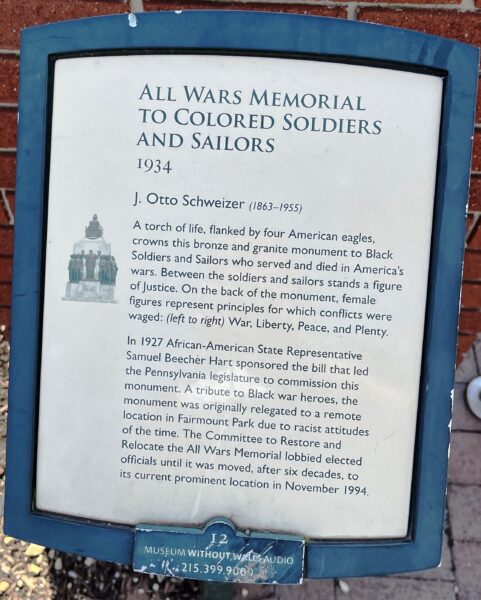 ALL WARS MEMORIAL
TO COLORED SOLDIERS
AND SAILORS
1934
J. Otto Schweizer (1863–1955)
A torch of life, flanked by four American eagles,
crowns this bronze and granite monument to Black
Soldiers and Sailors who served and died in America's
wars. Between the soldiers and sailors stands a figure
of Justice. On the back of the monument, female
figures represent principles for which conflicts were
waged: (left to right) War, Liberty, Peace, and Plenty.
In 1927 African-American State Representative
Samuel Beecher Hart sponsored the bill that led
the Pennsylvania legislature to commission this
monument. A tribute to Black war heroes, the
monument was originally relegated to a remote
location in Fairmount Park due to racist attitudes
of the time. The Committee to Restore and
Relocate the All Wars Memorial lobbied elected
officials until it was moved, after six decades, to
its current prominent location in November 1994.
12
MUSEUM WITHOUT WALLS AUDIO
215.399.9000